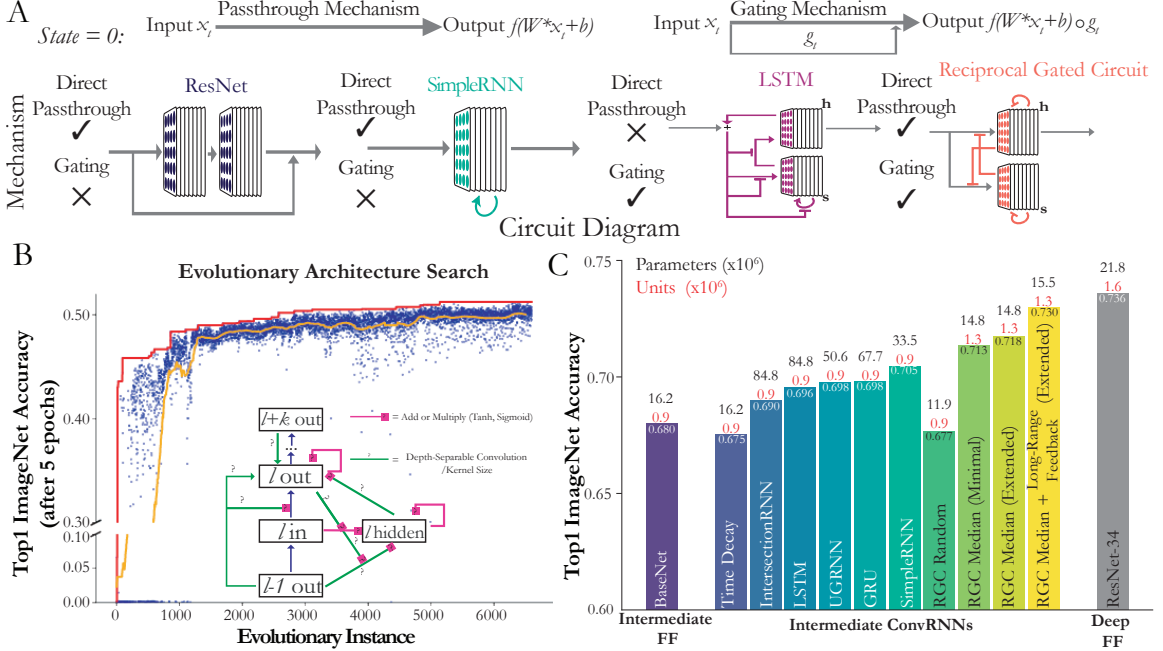 A
State = 0:
Input xt
Passthrough Mechanism
Output f(W*xt+b)
Input xt
Gating Mechanism
gt
Output f(W*xt+b)∘gt
Mechanism
Direct
Passthrough
✓
Gating
×
ResNet
Direct
Passthrough
✓
Gating
×
SimpleRNN
Direct
Passthrough
×
Gating
✓
LSTM
+
h
s
Direct
Passthrough
✓
Gating
✓
Reciprocal Gated Circuit
h
s
Circuit Diagram
B
Evolutionary Architecture Search
Top1 ImageNet Accuracy
(after 5 epochs)
0.50
0.40
0.30
0.10
0.05
0.00
0
1000
2000
3000
4000
5000
6000
Evolutionary Instance
l+k out
l out
l in
l hidden
l-1 out
?
?
?
?
?
?
?
?
= Add or Multiply (Tanh, Sigmoid)
?
= Depth-Separable Convolution
/Kernel Size
C
Parameters (x10⁶)
Units (x10⁶)
Top1 ImageNet Accuracy
0.75
0.70
0.65
0.60
16.2
0.9
0.680
BaseNet
16.2
0.9
0.675
Time Decay
84.8
0.9
0.690
IntersectionRNN
84.8
0.9
0.696
LSTM
50.6
0.9
0.698
UGRNN
67.7
0.9
0.698
GRU
33.5
0.9
0.705
SimpleRNN
11.9
0.9
0.677
RGC Random
14.8
1.3
0.713
RGC Median (Minimal)
14.8
1.3
0.718
RGC Median (Extended)
15.5
1.3
0.730
RGC Median + Long-Range (Extended)
Feedback
21.8
1.6
0.736
ResNet-34
Intermediate
FF
Intermediate ConvRNNs
Deep
FF